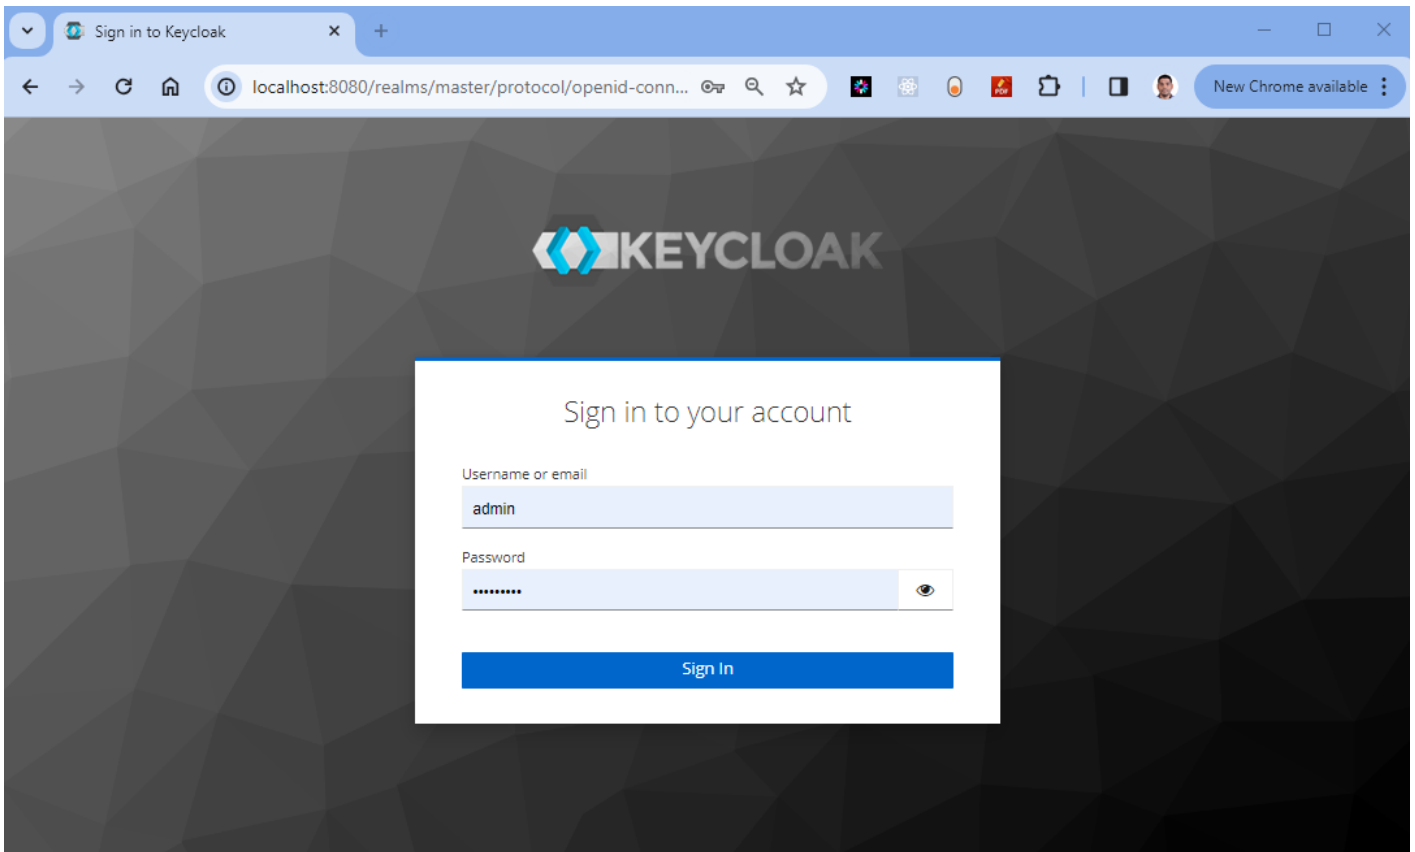 Sign in to Keycloak
localhost:8080/realms/master/protocol/openid-conn...
PDF
New Chrome available
KEYCLOAK
Sign in to your account
Username or email
admin
Password
•••••••••
Sign In